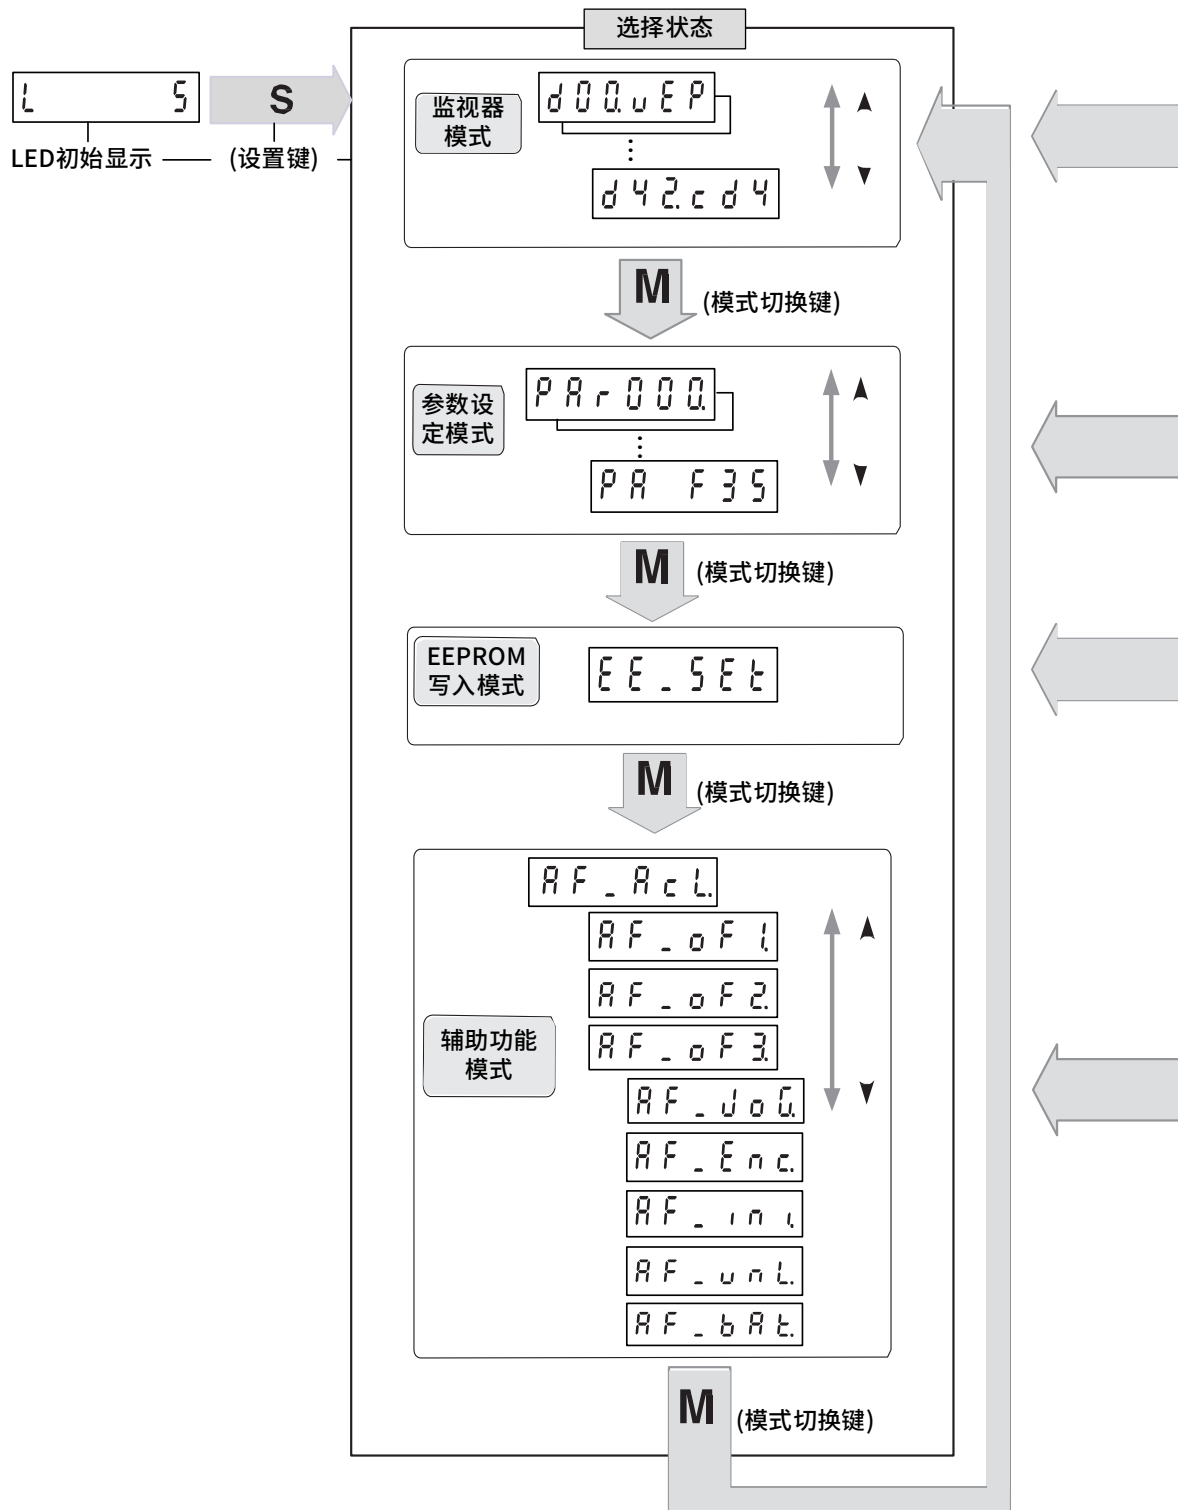 选择状态
L 5
S
LED初始显示
(设置键)
监视器
模式
d00.uEP
d42.cd4
M
(模式切换键)
参数设
定模式
PAr000.
PA F35
M
(模式切换键)
EEPROM
写入模式
EE_SEt
M
(模式切换键)
AF_AcL.
AF_oF1.
AF_oF2.
AF_oF3.
辅助功能
模式
AF_JoG.
AF_Enc.
AF_ini.
AF_unL.
AF_bAt.
M
(模式切换键)